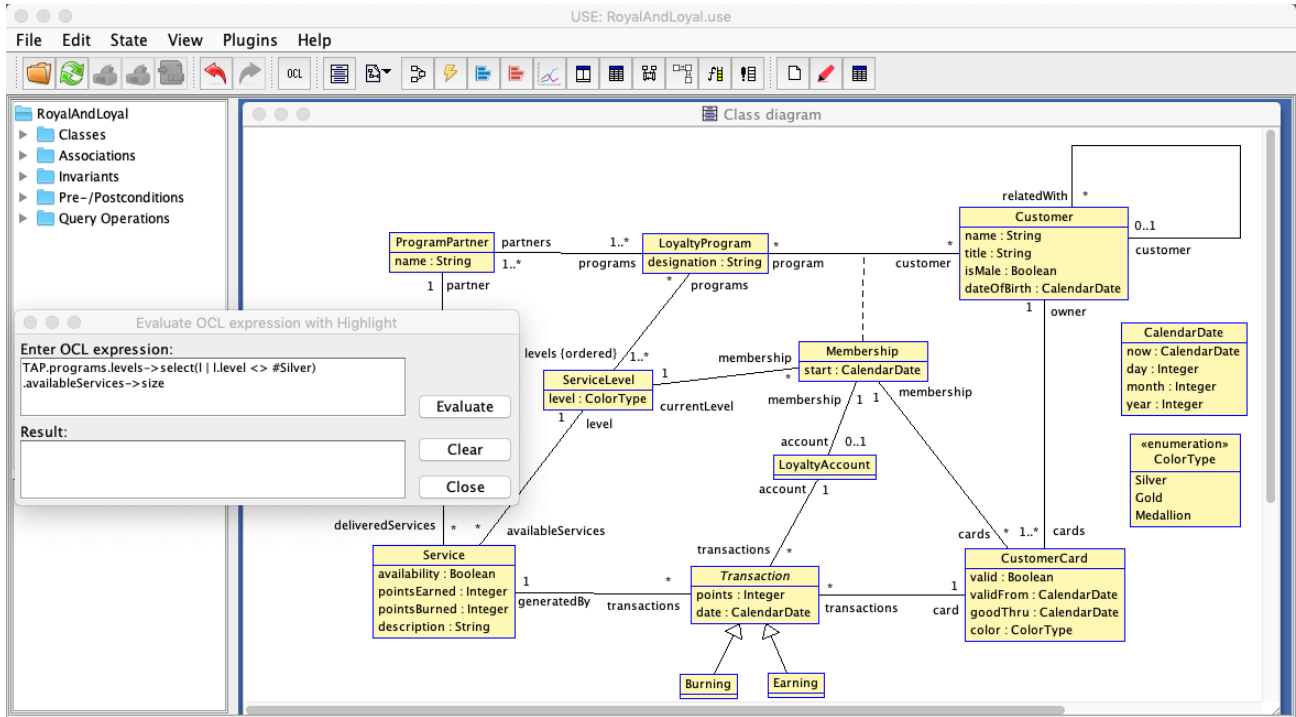 USE: RoyalAndLoyal.use
File Edit State View Plugins Help
OCL
RoyalAndLoyal
Classes
Associations
Invariants
Pre-/Postconditions
Query Operations
Class diagram
relatedWith *
Customer
name : String
title : String
isMale : Boolean
dateOfBirth : CalendarDate
0..1
customer
ProgramPartner
name : String
partners 1..*
1..* programs
LoyaltyProgram
designation : String
* *
program customer
1 partner
* programs
1 owner
Evaluate OCL expression with Highlight
Enter OCL expression:
TAP.programs.levels->select(l | l.level <> #Silver)
.availableServices->size
Evaluate
Result:
Clear
Close
levels {ordered} 1..*
ServiceLevel
level : ColorType
1
currentLevel
membership
*
Membership
start : CalendarDate
CalendarDate
now : CalendarDate
day : Integer
month : Integer
year : Integer
1 level
membership 1 1 membership
account 0..1
LoyaltyAccount
account 1
«enumeration»
ColorType
Silver
Gold
Medallion
deliveredServices * * availableServices
cards * 1..* cards
transactions *
Service
availability : Boolean
pointsEarned : Integer
pointsBurned : Integer
description : String
1
generatedBy
*
transactions
Transaction
points : Integer
date : CalendarDate
*
transactions
1
card
CustomerCard
valid : Boolean
validFrom : CalendarDate
goodThru : CalendarDate
color : ColorType
Burning
Earning